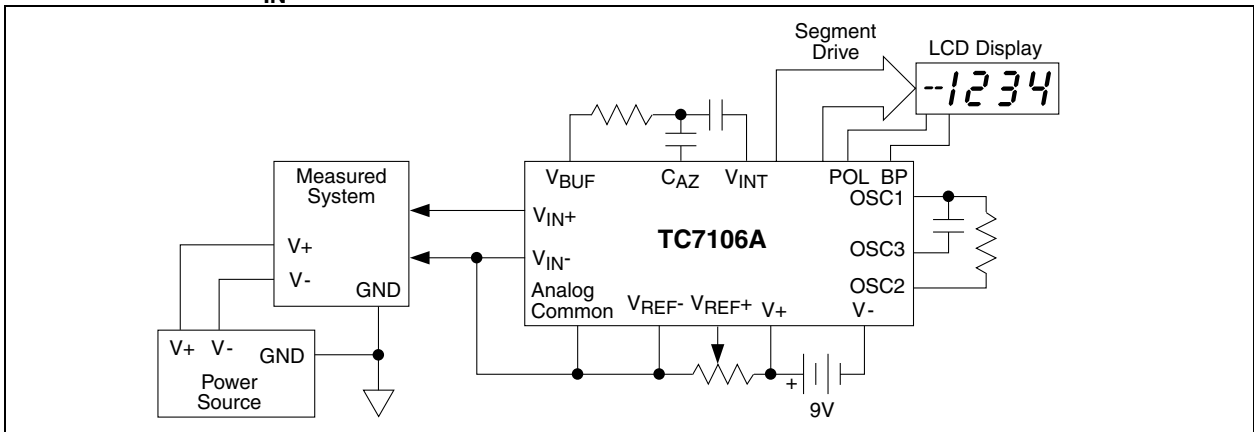 IN
Segment
Drive
LCD Display
--1234
Measured
System
V+
V-
GND
V+ V- GND
Power
Source
VBUF CAZ VINT POL BP
OSC1
VIN+
TC7106A
VIN-
OSC3
Analog
Common
OSC2
VREF- VREF+ V+ V-
+
9V